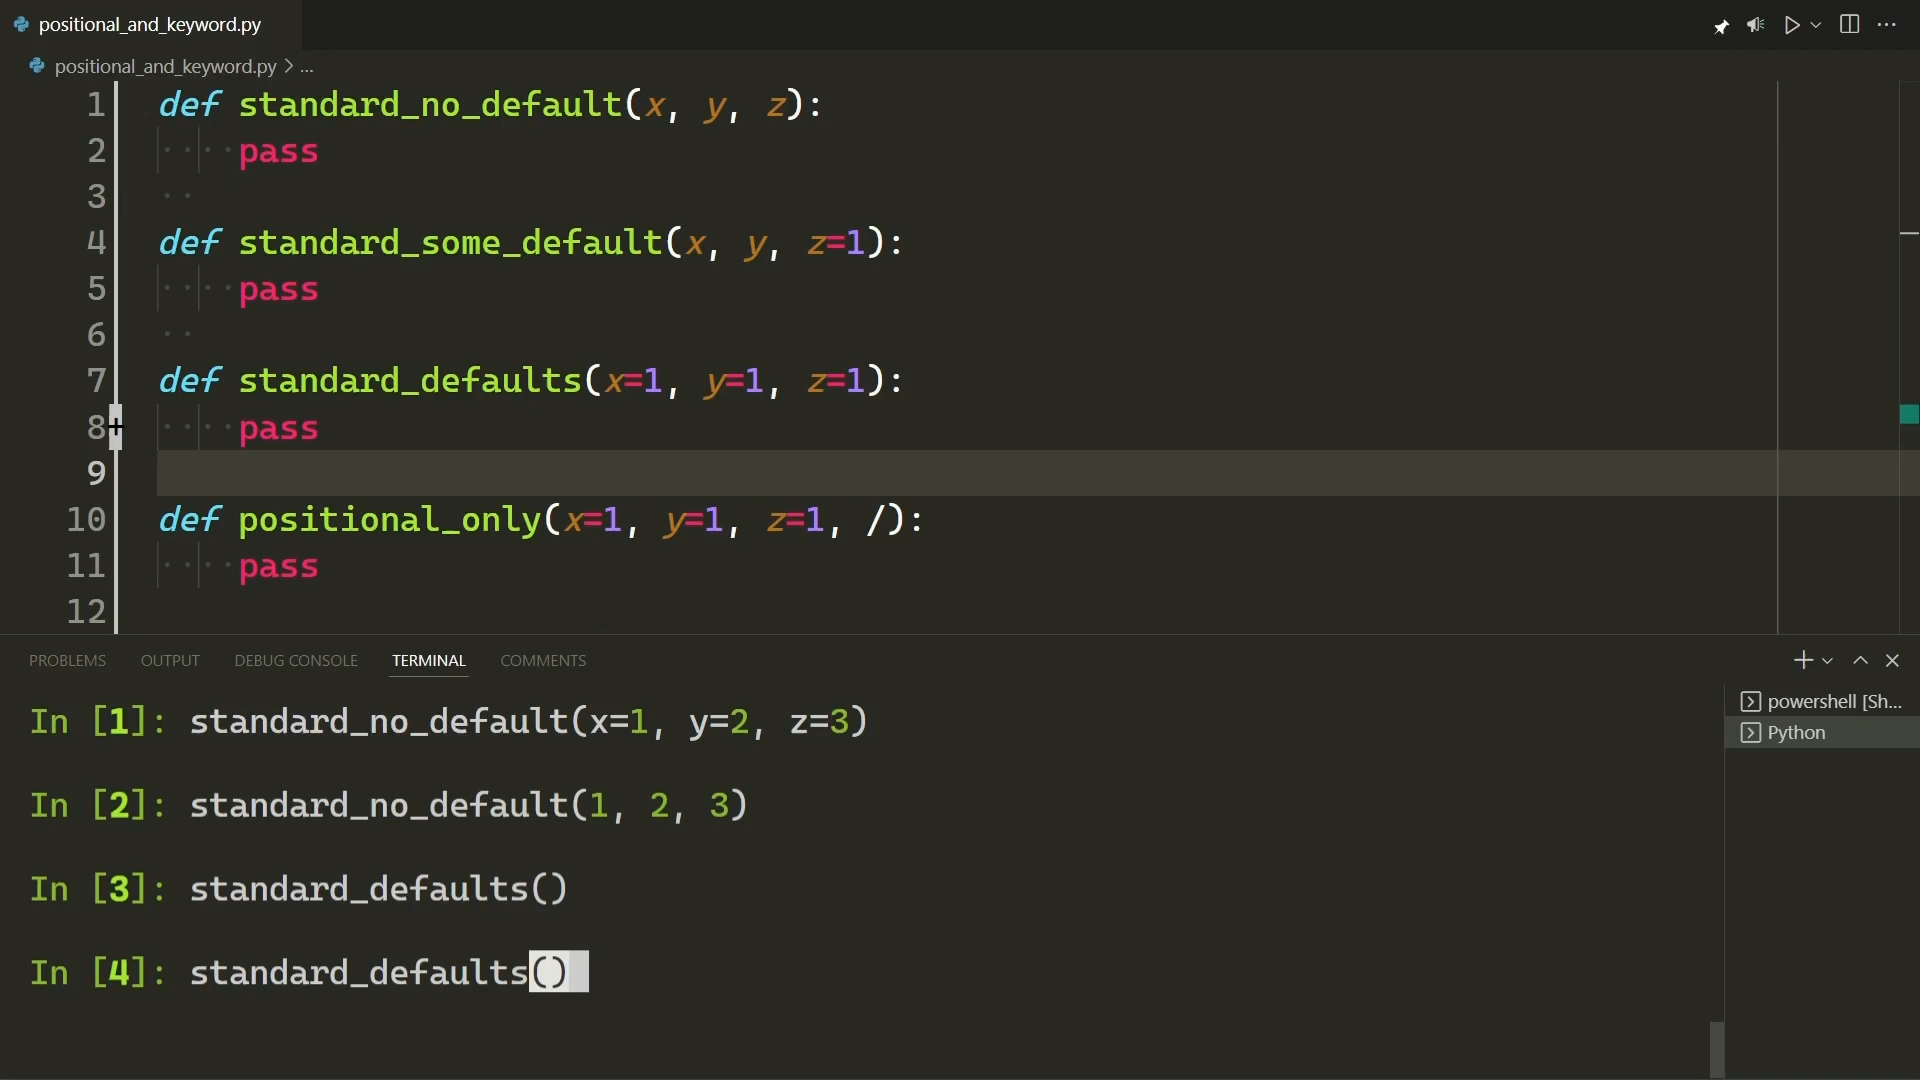 positional_and_keyword.py
positional_and_keyword.py > ...
1 def standard_no_default(x, y, z):
2 pass
3
4 def standard_some_default(x, y, z=1):
5 pass
6
7 def standard_defaults(x=1, y=1, z=1):
8 pass
9
10 def positional_only(x=1, y=1, z=1, /):
11 pass
12
PROBLEMS OUTPUT DEBUG CONSOLE TERMINAL COMMENTS
In [1]: standard_no_default(x=1, y=2, z=3)
In [2]: standard_no_default(1, 2, 3)
In [3]: standard_defaults()
In [4]: standard_defaults()
powershell [Sh...
Python